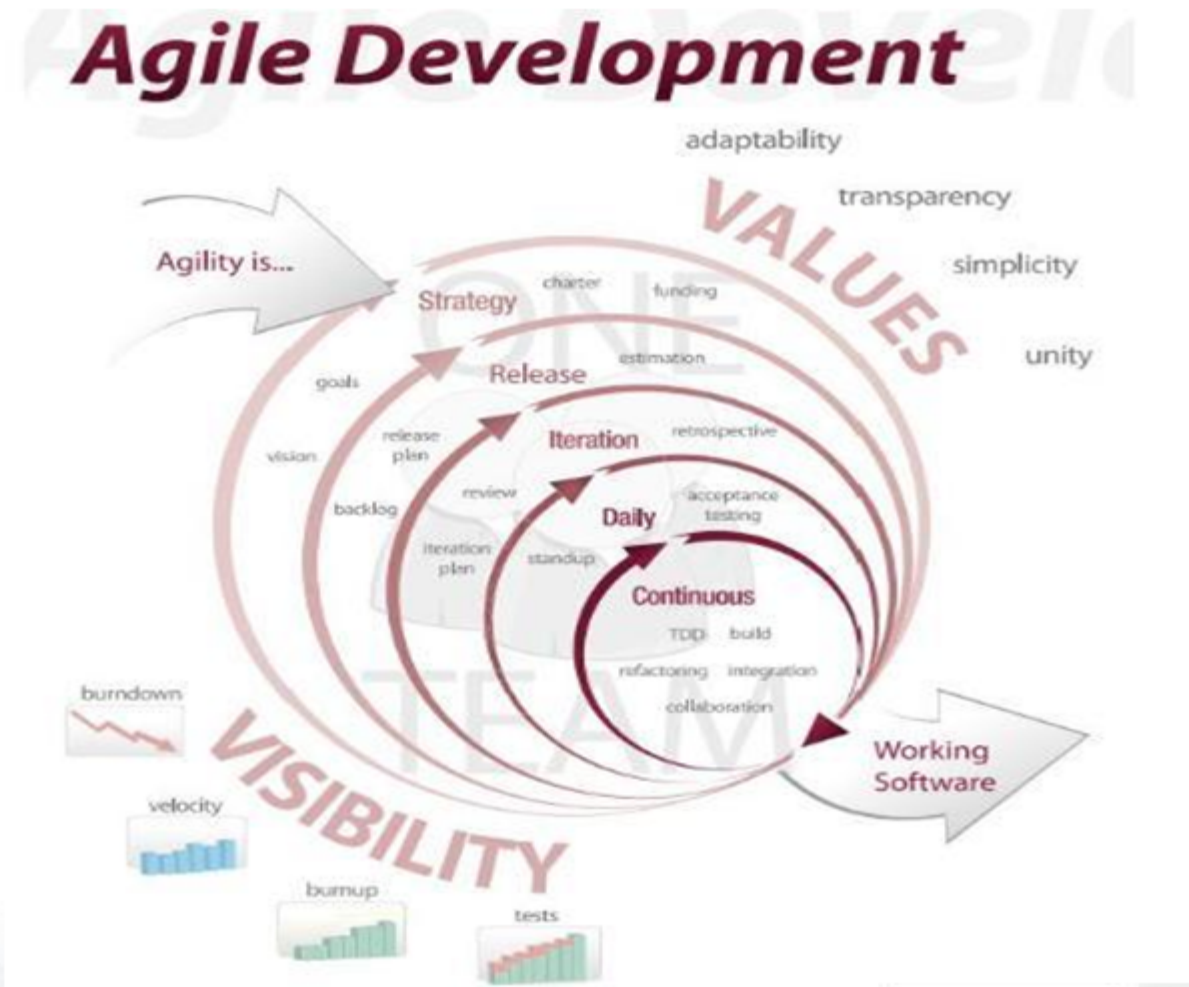 Agile Development
adaptability
transparency
simplicity
unity
VALUES
Agility is...
ONE
Strategy
charter
funding
goals
vision
Release
estimation
release
plan
backlog
Iteration
retrospective
review
iteration
plan
Daily
acceptance
testing
standup
Continuous
TDD build
refactoring integration
collaboration
TEAM
Working
Software
VISIBILITY
burndown
velocity
burnup
tests